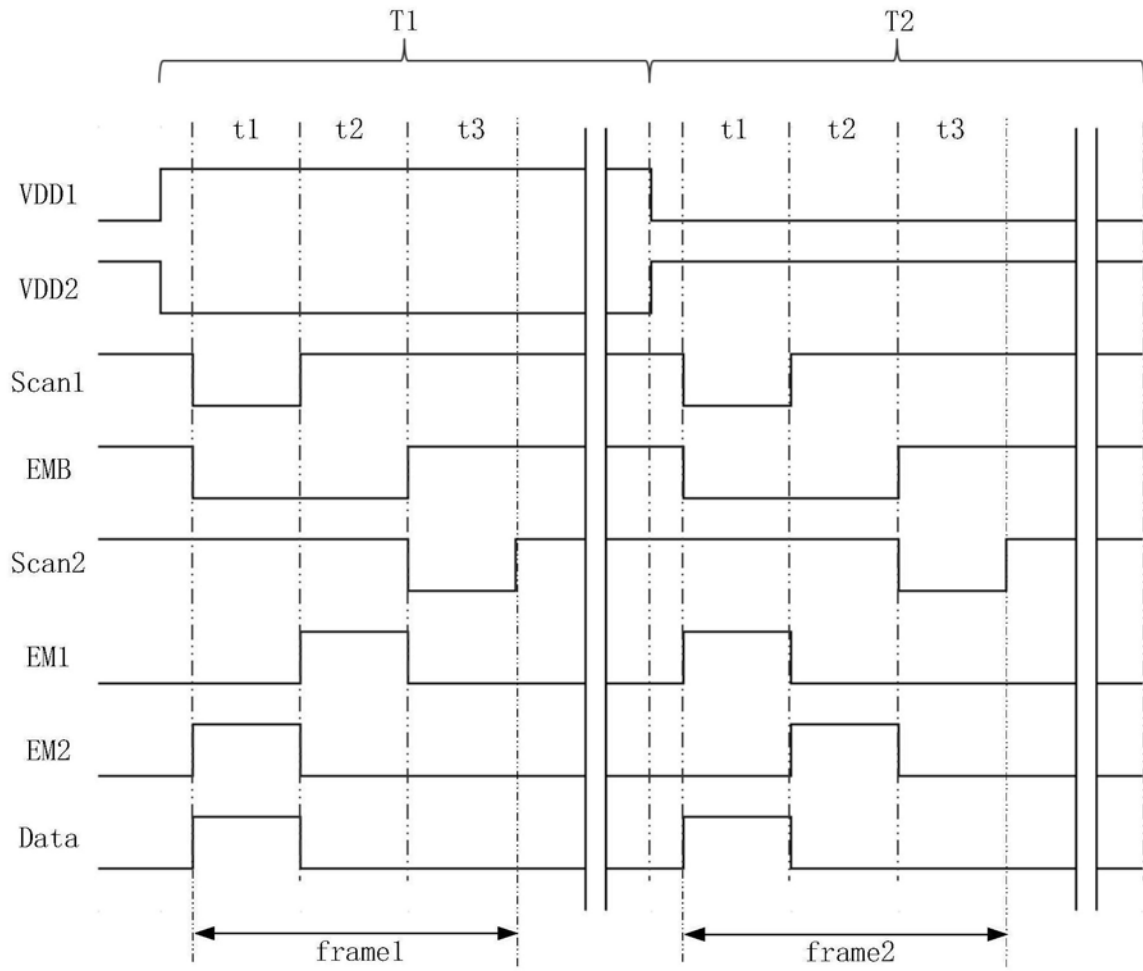 T1 T2
t1 t2 t3 t1 t2 t3
VDD1
VDD2
Scan1
EMB
Scan2
EM1
EM2
Data
frame1 frame2